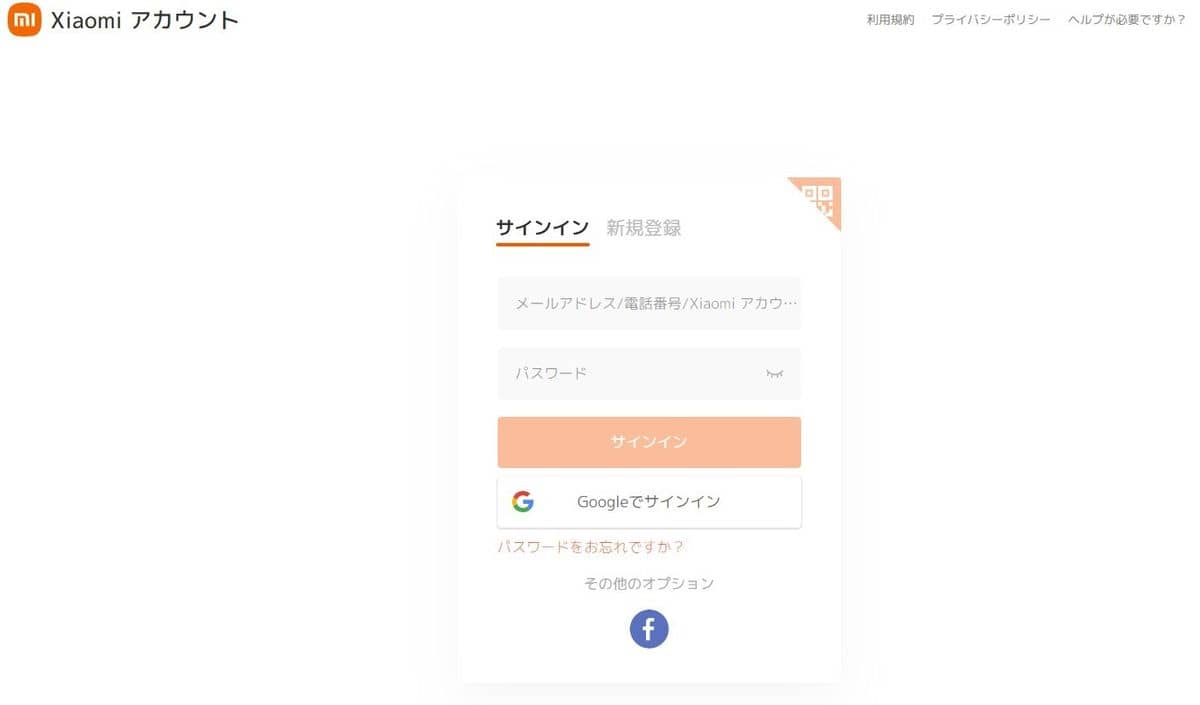 Xiaomi アカウント
利用規約 プライバシーポリシー ヘルプが必要ですか？
サインイン 新規登録
メールアドレス/電話番号/Xiaomi アカウ…
パスワード
サインイン
Googleでサインイン
パスワードをお忘れですか？
その他のオプション